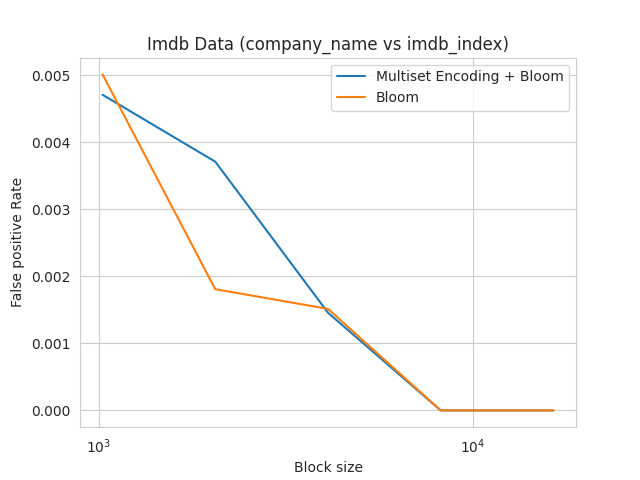 Imdb Data (company_name vs imdb_index)
Multiset Encoding + Bloom
Bloom
False positive Rate
0.005
0.004
0.003
0.002
0.001
0.000
10³
10⁴
Block size